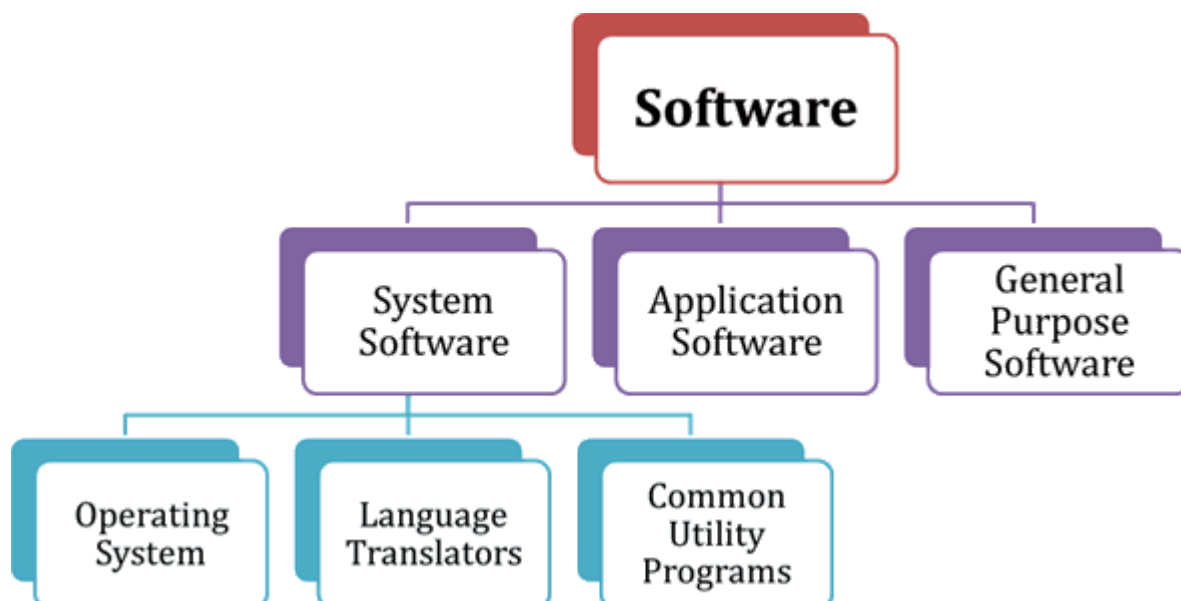 Software
System
Software
Application
Software
General
Purpose
Software
Operating
System
Language
Translators
Common
Utility
Programs